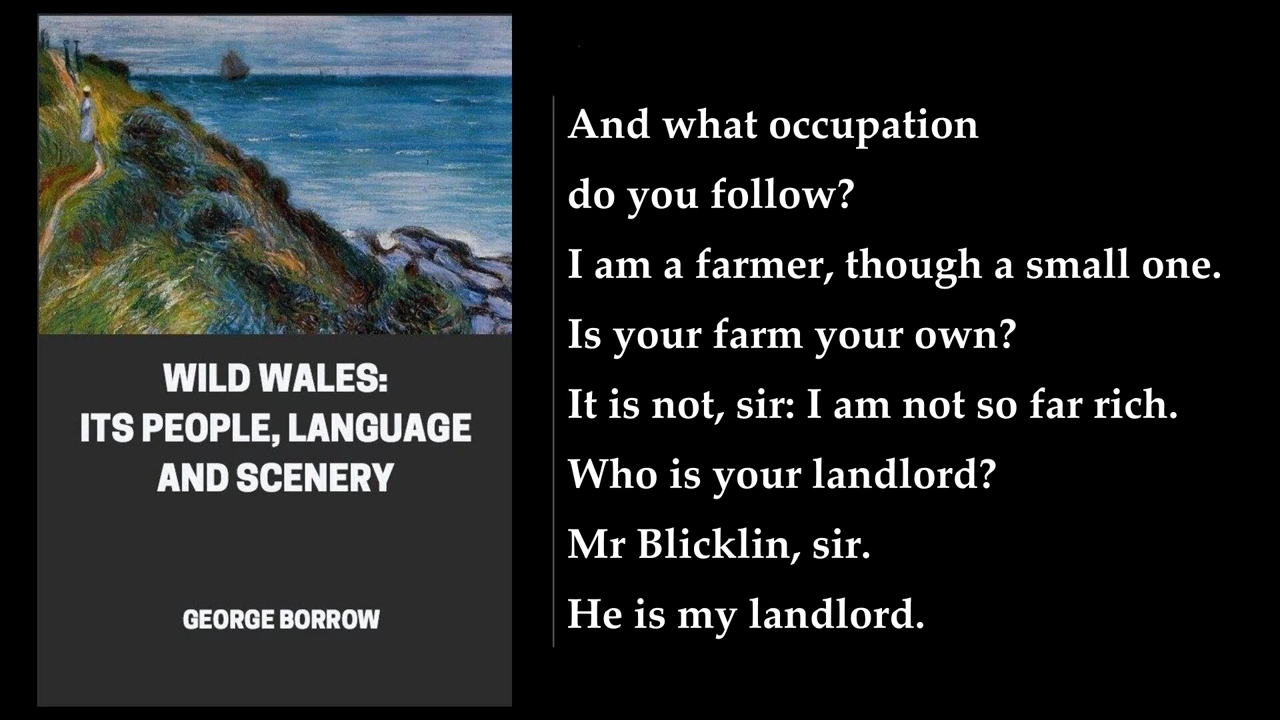 WILD WALES:
ITS PEOPLE, LANGUAGE
AND SCENERY
GEORGE BORROW
And what occupation
do you follow?
I am a farmer, though a small one.
Is your farm your own?
It is not, sir: I am not so far rich.
Who is your landlord?
Mr Blicklin, sir.
He is my landlord.